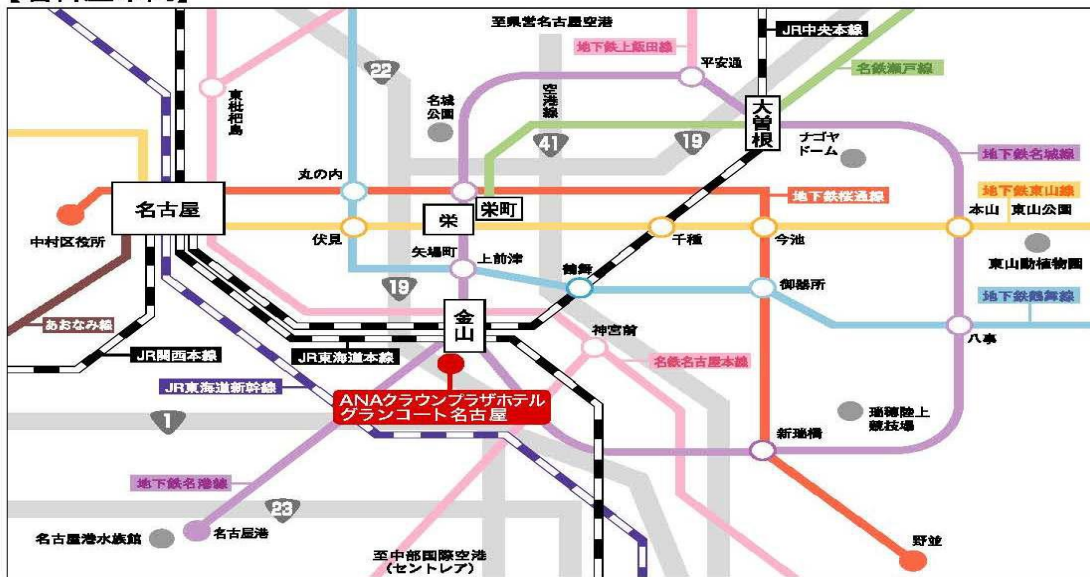 至県営名古屋空港
JR中央本線
地下鉄上飯田線
平安通
名鉄瀬戸線
22
東枇杷島
名城
公園
空港線
大曽根
41
19
ナゴヤ
ドーム
地下鉄名城線
丸の内
地下鉄桜通線
地下鉄東山線
名古屋
栄町
栄
本山
東山公園
中村区役所
伏見
千種
今池
矢場町
上前津
東山動植物園
鶴舞
御器所
19
地下鉄鶴舞線
金山
あおなみ線
神宮前
八事
JR関西本線
JR東海道本線
名鉄名古屋本線
JR東海道新幹線
ANAクラウンプラザホテル
グランコート名古屋
1
瑞穂陸上
競技場
新瑞橋
地下鉄名港線
23
名古屋港水族館
名古屋港
至中部国際空港
(セントレア)
野並